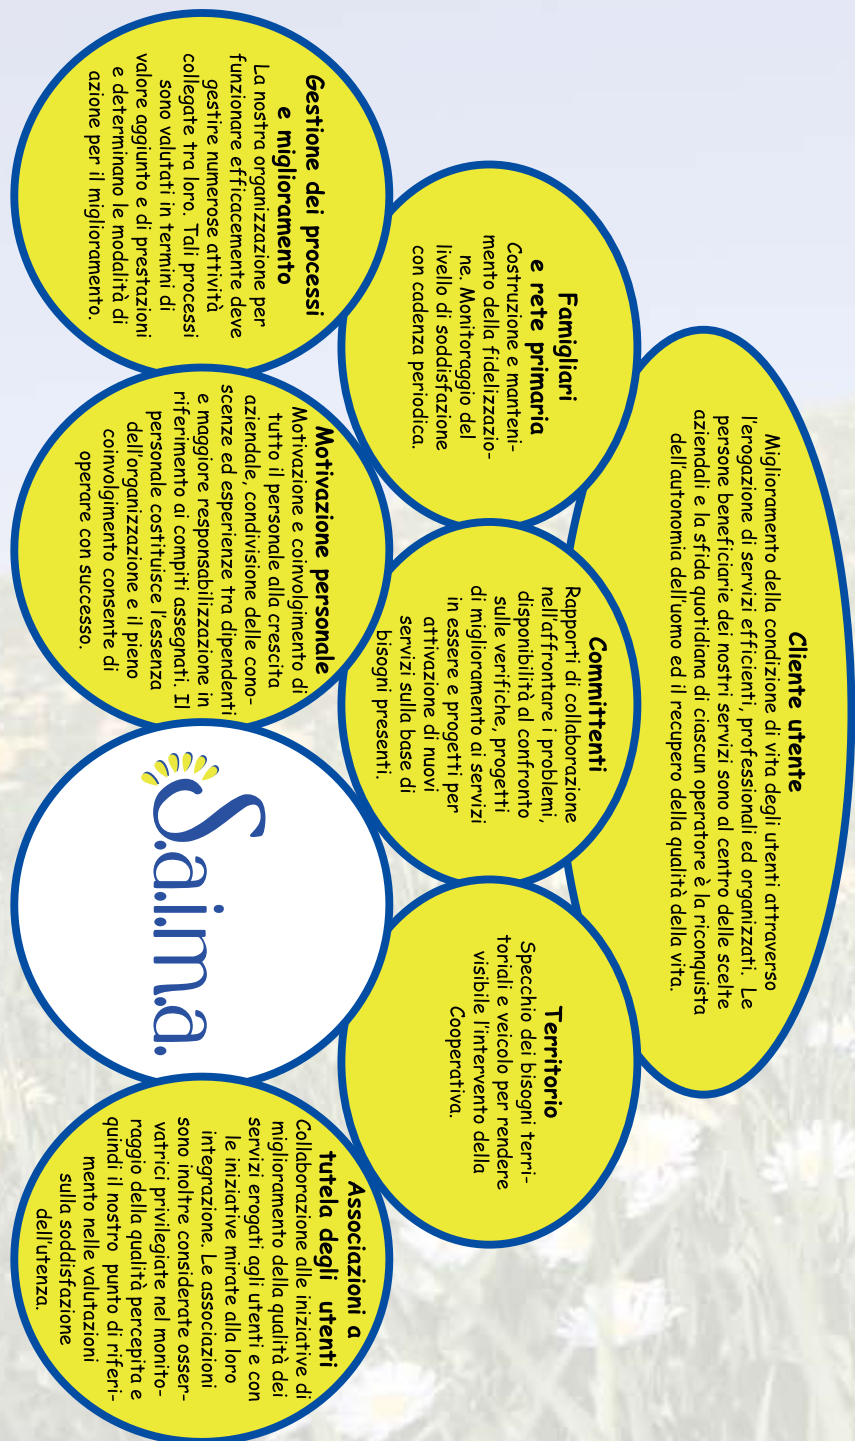 Cliente utente
Miglioramento della condizione di vita degli utenti attraverso
l'erogazione di servizi efficienti, professionali ed organizzati. Le
persone beneficiarie dei nostri servizi sono al centro delle scelte
aziendali e la sfida quotidiana di ciascun operatore è la riconquista
dell'autonomia dell'uomo ed il recupero della qualità della vita.
Famigliari
e rete primaria
Costruzione e manteni-
mento della fidelizzazio-
ne. Monitoraggio del
livello di soddisfazione
con cadenza periodica.
Committenti
Rapporti di collaborazione
nell'affrontare i problemi,
disponibilità al confronto
sulle verifiche, progetti
di miglioramento ai servizi
in essere e progetti per
attivazione di nuovi
servizi sulla base di
bisogni presenti.
Territorio
Specchio dei bisogni terri-
toriali e veicolo per rendere
visibile l'intervento della
Cooperativa.
Gestione dei processi
e miglioramento
La nostra organizzazione per
funzionare efficacemente deve
gestire numerose attività
collegate tra loro. Tali processi
sono valutati in termini di
valore aggiunto e di prestazioni
e determinano le modalità di
azione per il miglioramento.
Motivazione personale
Motivazione e coinvolgimento di
tutto il personale alla crescita
aziendale, condivisione delle cono-
scenze ed esperienze tra dipendenti
e maggiore responsabilizzazione in
riferimento ai compiti assegnati. Il
personale costituisce l'essenza
dell'organizzazione e il pieno
coinvolgimento consente di
operare con successo.
S.a.i.m.a.
Associazioni a
tutela degli utenti
Collaborazione alle iniziative di
miglioramento della qualità dei
servizi erogati agli utenti e con
le iniziative mirate alla loro
integrazione. Le associazioni
sono inoltre considerate osser-
vatrici privilegiate nel monito-
raggio della qualità percepita e
quindi il nostro punto di riferi-
mento nelle valutazioni
sulla soddisfazione
dell'utenza.